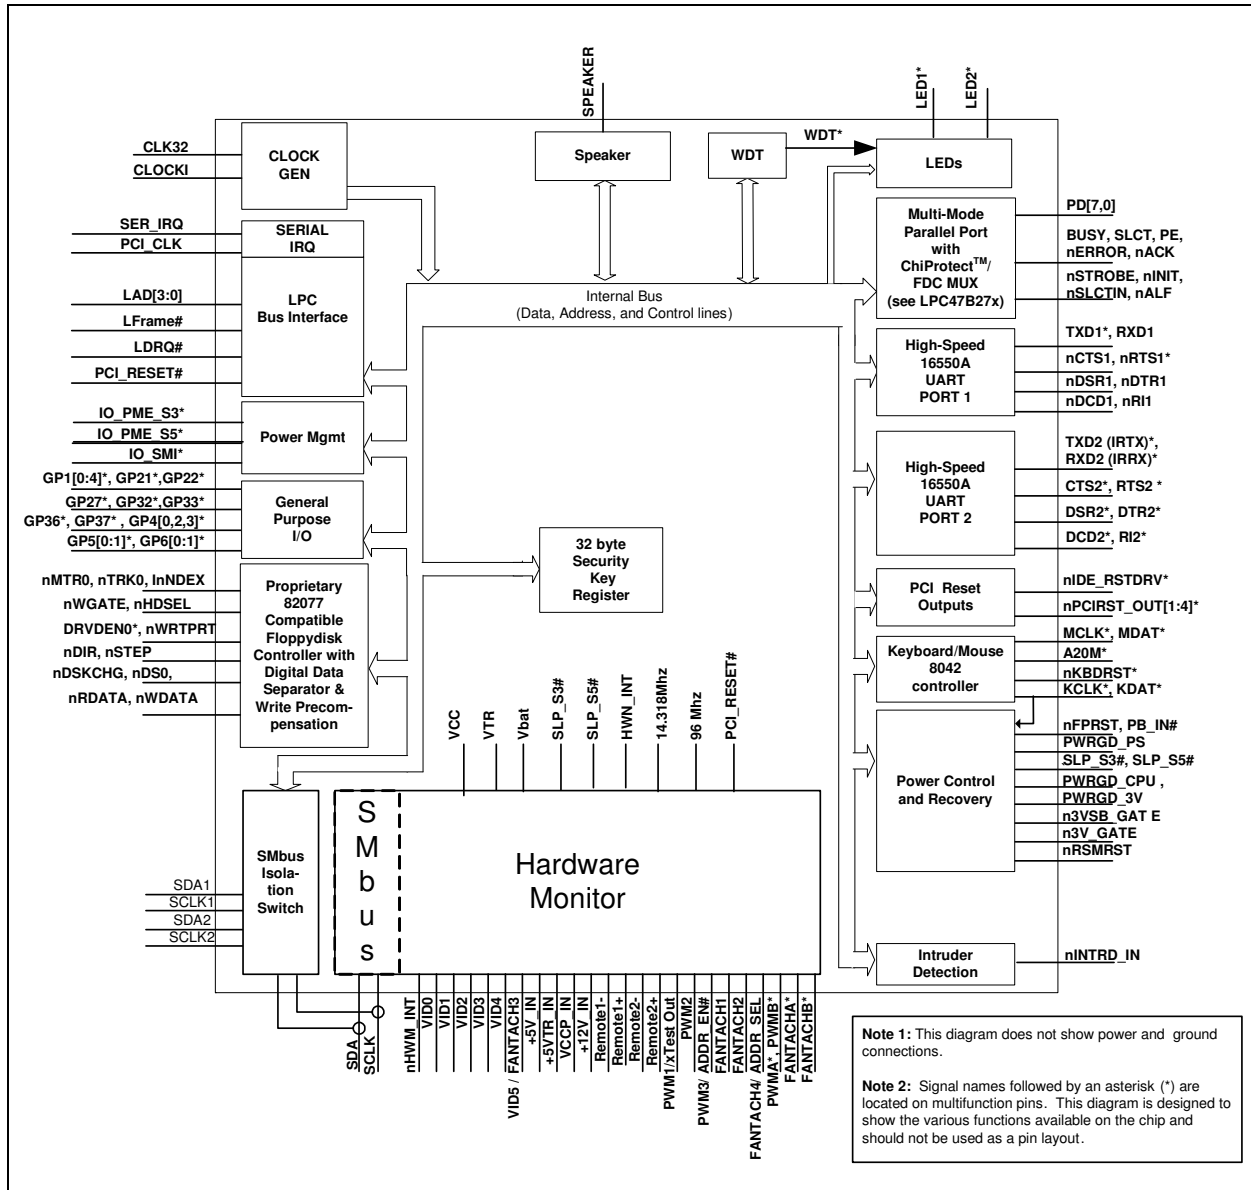 SPEAKER
LED1*
LED2*
WDT*
CLK32
CLOCKI
CLOCK
GEN
Speaker
WDT
LEDs
SER_IRQ
PCI_CLK
SERIAL
IRQ
LAD[3:0]
LFrame#
LDRQ#
PCI_RESET#
LPC
Bus Interface
Internal Bus
(Data, Address, and Control lines)
Multi-Mode
Parallel Port
with
ChiProtect™/
FDC MUX
(see LPC47B27x)
PD[7,0]
BUSY, SLCT, PE,
nERROR, nACK
nSTROBE, nINIT,
nSLCTIN, nALF
High-Speed
16550A
UART
PORT 1
TXD1*, RXD1
nCTS1, nRTS1*
nDSR1, nDTR1
nDCD1, nRI1
IO_PME_S3*
IO_PME_S5*
IO_SMI*
Power Mgmt
High-Speed
16550A
UART
PORT 2
TXD2 (IRTX)*,
RXD2 (IRRX)*
CTS2*, RTS2 *
DSR2*, DTR2*
DCD2*, RI2*
GP1[0:4]*, GP21*,GP22*
GP27*, GP32*,GP33*
GP36*, GP37* , GP4[0,2,3]*
GP5[0:1]*, GP6[0:1]*
General
Purpose
I/O
32 byte
Security
Key
Register
nMTR0, nTRK0, InNDEX
nWGATE, nHDSEL
DRVDEN0*, nWRTPRT
nDIR, nSTEP
nDSKCHG, nDS0,
nRDATA, nWDATA
Proprietary
82077
Compatible
Floppydisk
Controller with
Digital Data
Separator &
Write Precom-
pensation
PCI Reset
Outputs
nIDE_RSTDRV*
nPCIRST_OUT[1:4]*
Keyboard/Mouse
8042
controller
MCLK*, MDAT*
A20M*
nKBDRST*
KCLK*, KDAT*
Power Control
and Recovery
nFPRST, PB_IN#
PWRGD_PS
SLP_S3#, SLP_S5#
PWRGD_CPU ,
PWRGD_3V
n3VSB_GAT E
n3V_GATE
nRSMRST
VCC
VTR
Vbat
SLP_S3#
SLP_S5#
HWN_INT
14.318Mhz
96 Mhz
PCI_RESET#
SMbus
Isola-
tion
Switch
SDA1
SCLK1
SDA2
SCLK2
S
M
b
u
s
Hardware
Monitor
Intruder
Detection
nINTRD_IN
SDA
SCLK
nHWM_INT
VID0
VID1
VID2
VID3
VID4
VID5 / FANTACH3
+5V_IN
+5VTR_IN
VCCP_IN
+12V_IN
Remote1-
Remote1+
Remote2-
Remote2+
PWM1/xTest Out
PWM2
PWM3/ ADDR_EN#
FANTACH1
FANTACH2
FANTACH4/ ADDR_SEL
PWMA*, PWMB*
FANTACHA*
FANTACHB*
Note 1: This diagram does not show power and ground
connections.
Note 2: Signal names followed by an asterisk (*) are
located on multifunction pins. This diagram is designed to
show the various functions available on the chip and
should not be used as a pin layout.